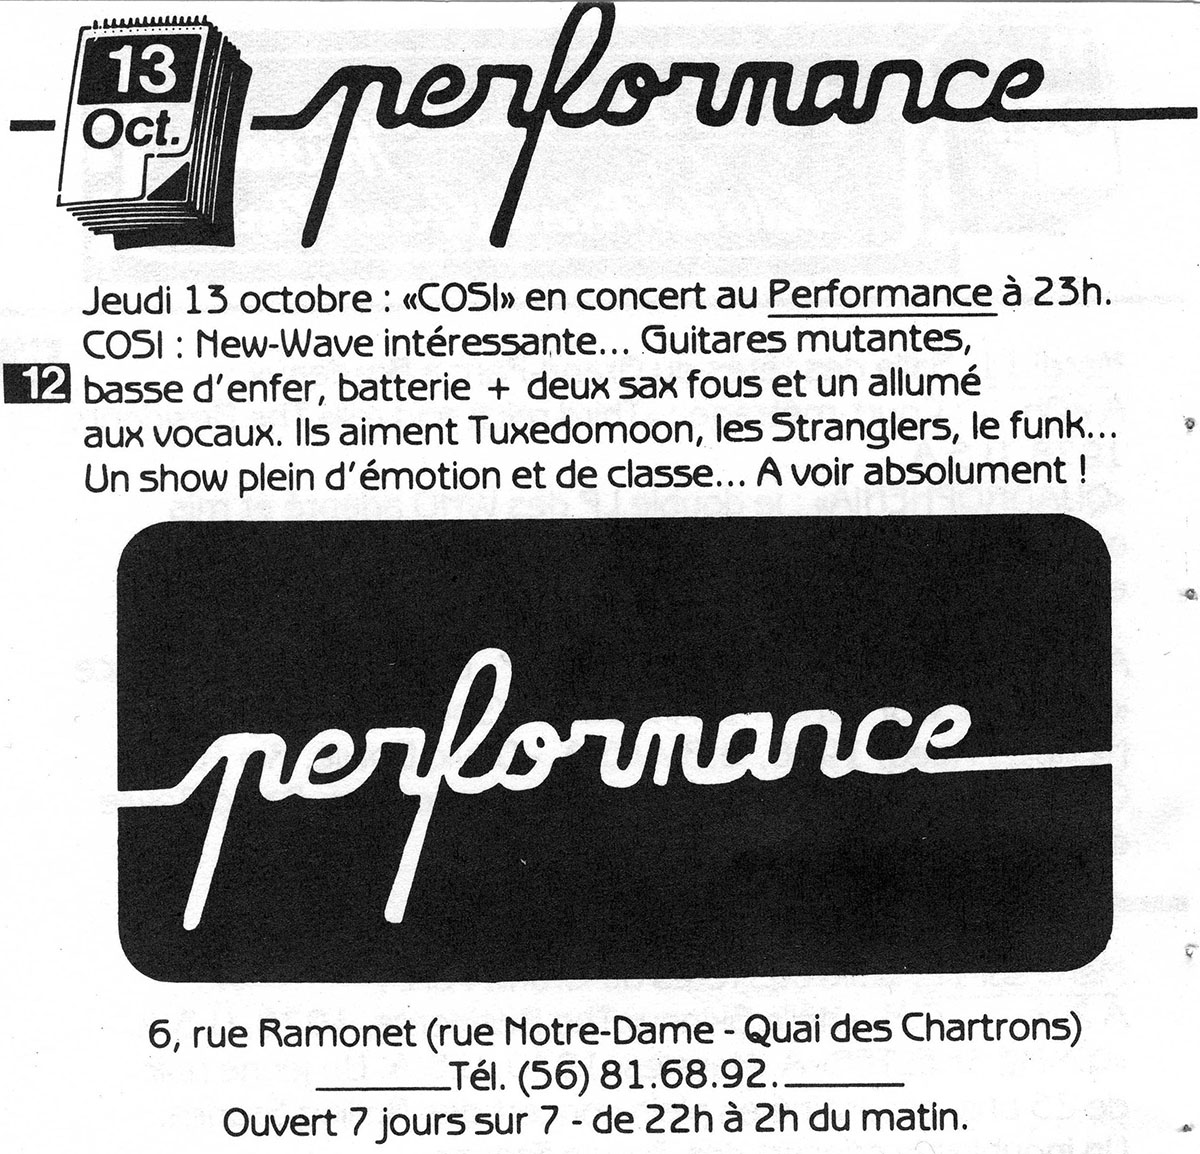 13
Oct.
performance
Jeudi 13 octobre : «COSI» en concert au Performance à 23h.
COSI : New-Wave intéressante... Guitares mutantes,
12
basse d'enfer, batterie + deux sax fous et un allumé
aux vocaux. Ils aiment Tuxedomoon, les Stranglers, le funk...
Un show plein d'émotion et de classe... A voir absolument !
performance
6, rue Ramonet (rue Notre-Dame - Quai des Chartrons)
Tél. (56) 81.68.92.
Ouvert 7 jours sur 7 - de 22h à 2h du matin.